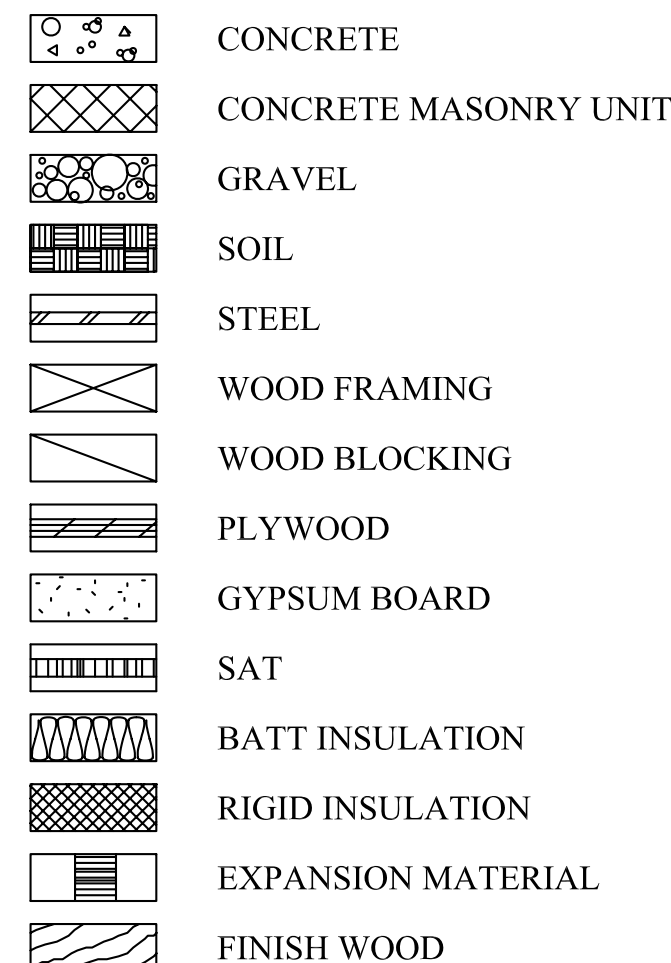 CONCRETE
CONCRETE MASONRY UNIT
GRAVEL
SOIL
STEEL
WOOD FRAMING
WOOD BLOCKING
PLYWOOD
GYPSUM BOARD
SAT
BATT INSULATION
RIGID INSULATION
EXPANSION MATERIAL
FINISH WOOD